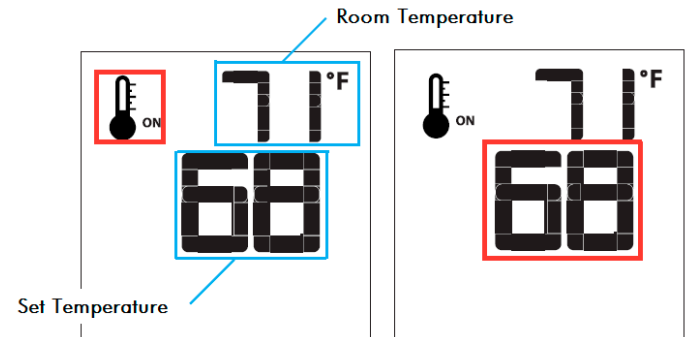 Room Temperature
71 °F
ON
68
71 °F
ON
68
Set Temperature